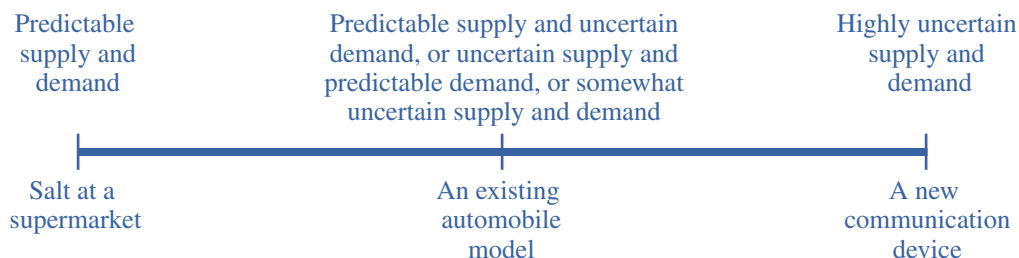 Predictable
supply and
demand
Predictable supply and uncertain
demand, or uncertain supply and
predictable demand, or somewhat
uncertain supply and demand
Highly uncertain
supply and
demand
Salt at a
supermarket
An existing
automobile
model
A new
communication
device